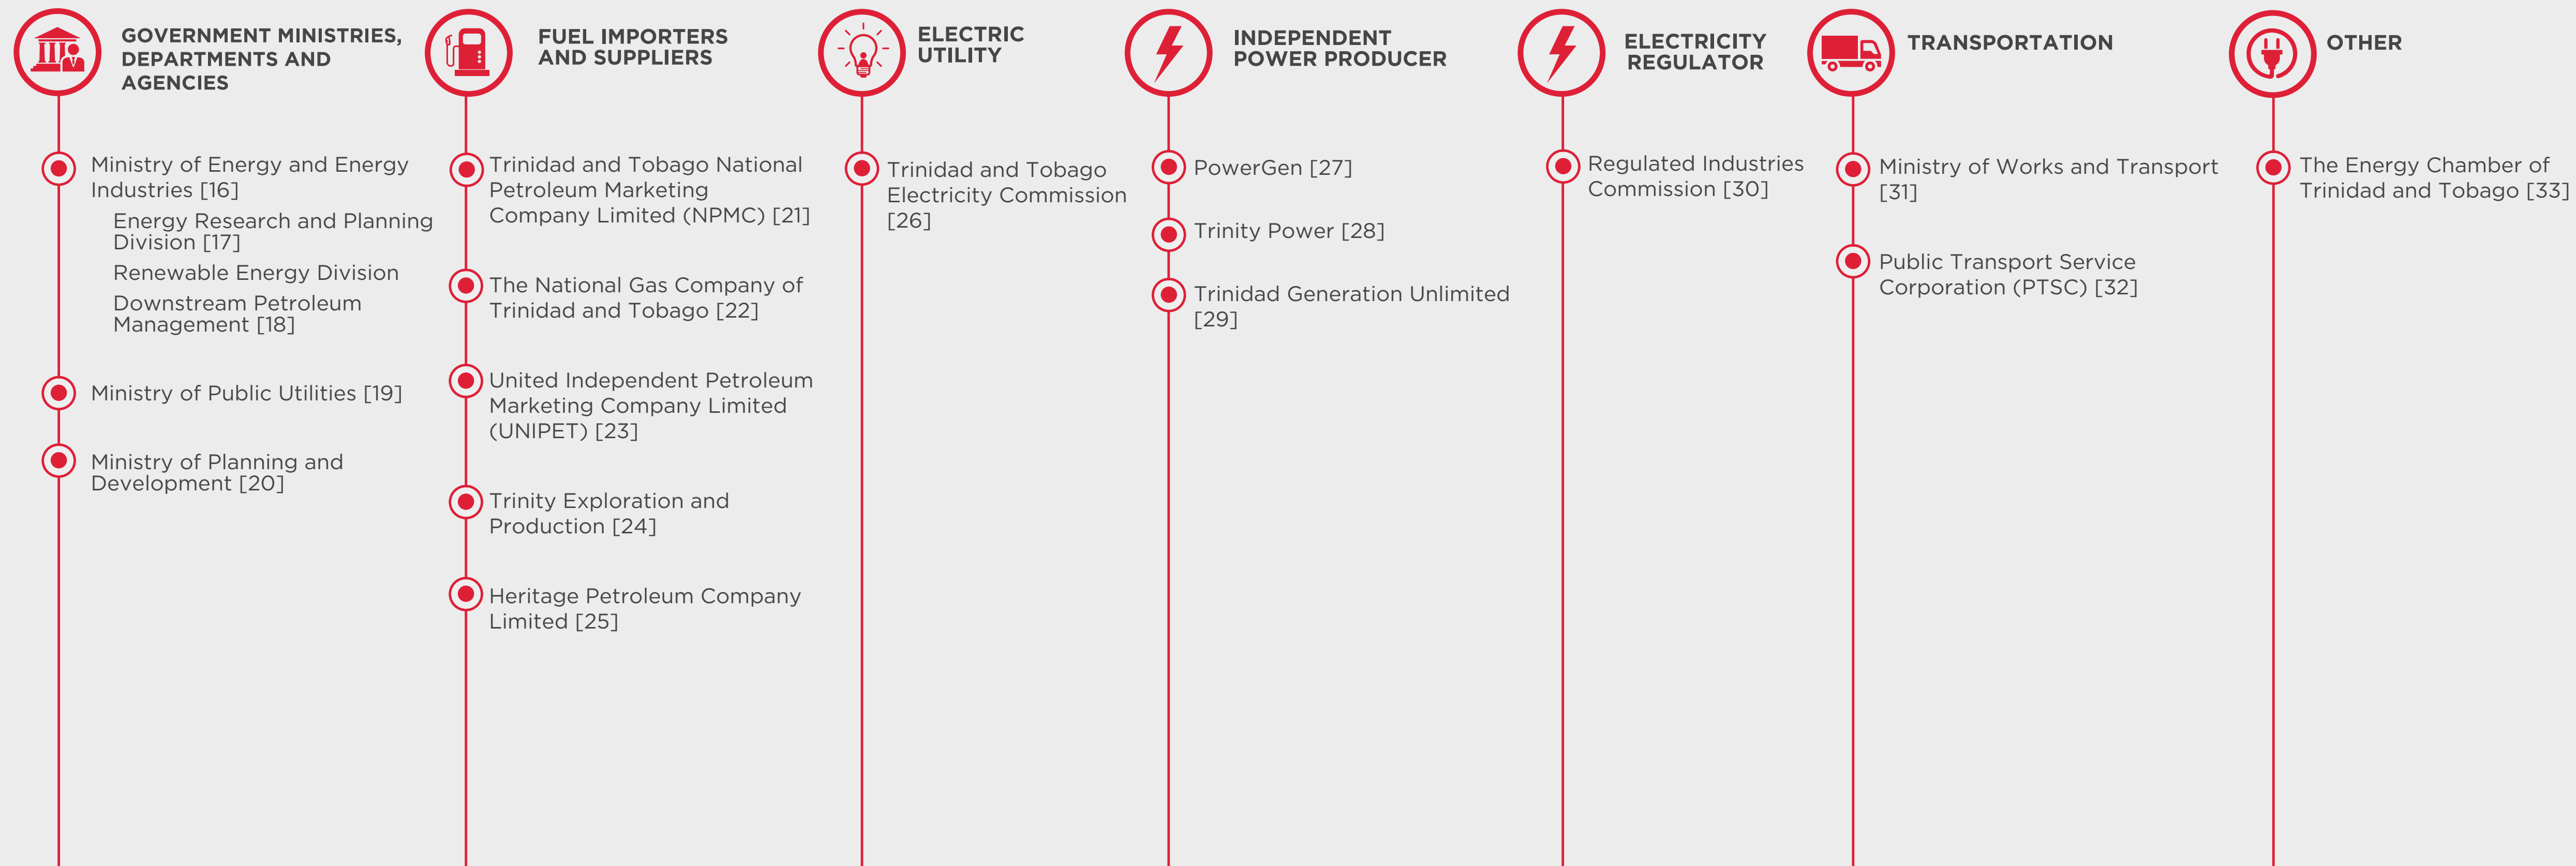 GOVERNMENT MINISTRIES,
DEPARTMENTS AND
AGENCIES
Ministry of Energy and Energy
Industries [16]
Energy Research and Planning
Division [17]
Renewable Energy Division
Downstream Petroleum
Management [18]
Ministry of Public Utilities [19]
Ministry of Planning and
Development [20]
FUEL IMPORTERS
AND SUPPLIERS
Trinidad and Tobago National
Petroleum Marketing
Company Limited (NPMC) [21]
The National Gas Company of
Trinidad and Tobago [22]
United Independent Petroleum
Marketing Company Limited
(UNIPET) [23]
Trinity Exploration and
Production [24]
Heritage Petroleum Company
Limited [25]
ELECTRIC
UTILITY
Trinidad and Tobago
Electricity Commission
[26]
INDEPENDENT
POWER PRODUCER
PowerGen [27]
Trinity Power [28]
Trinidad Generation Unlimited
[29]
ELECTRICITY
REGULATOR
Regulated Industries
Commission [30]
TRANSPORTATION
Ministry of Works and Transport
[31]
Public Transport Service
Corporation (PTSC) [32]
OTHER
The Energy Chamber of
Trinidad and Tobago [33]